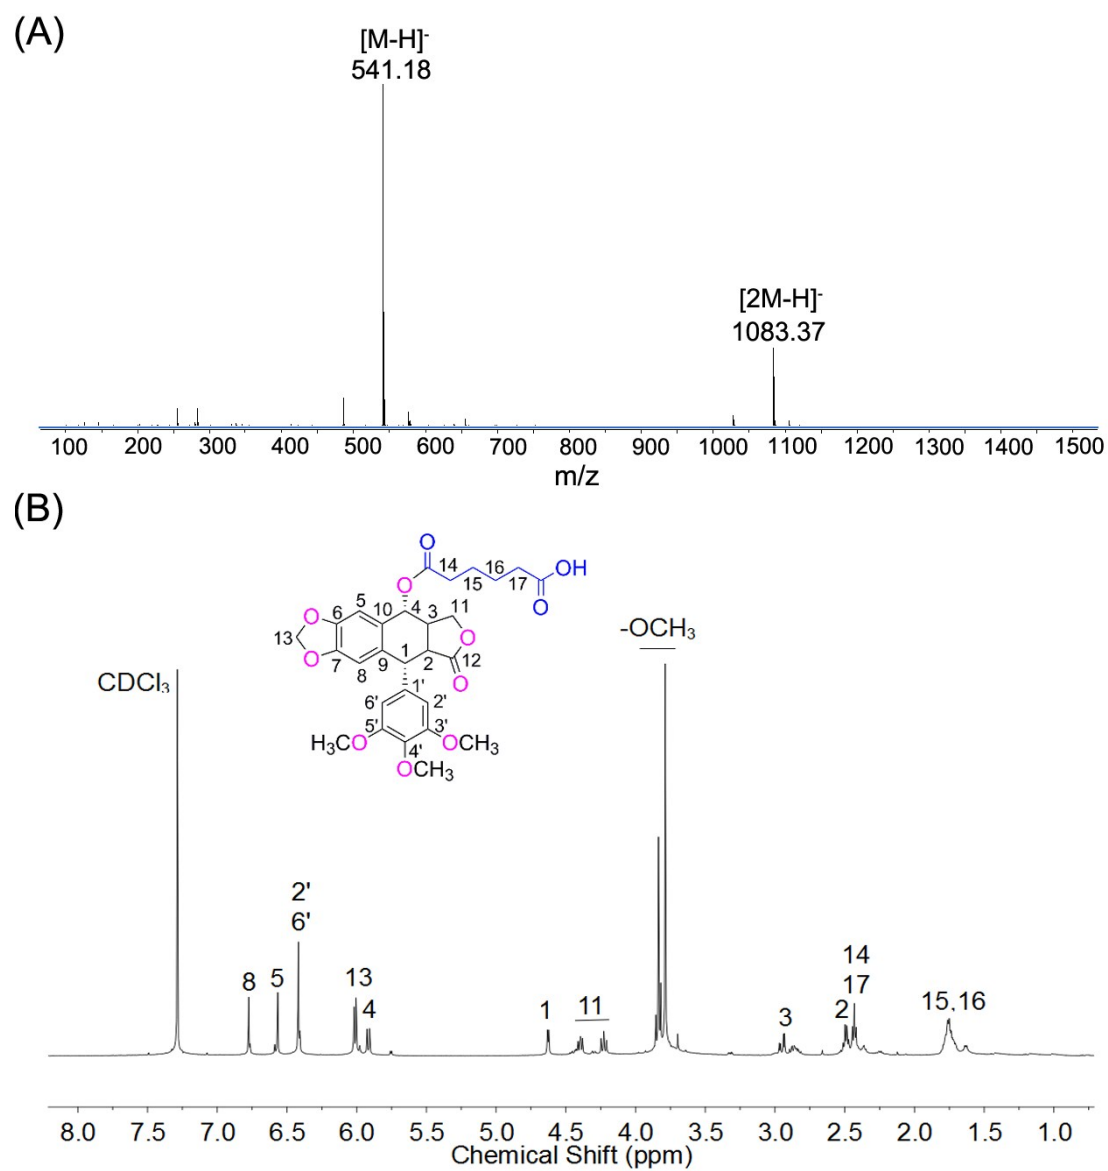 (A)
[M-H]-
541.18
[2M-H]-
1083.37
100 200 300 400 500 600 700 800 900 1000 1100 1200 1300 1400 1500
m/z
(B)
O
14 16 OH
15 17
O O
5 4 3 11
O 6 10
13 O
1 2 12
O 7 9
8 O
1'
6' 2'
5' 3'
H3CO 4' OCH3
OCH3
-OCH3
CDCl3
2'
6'
8 5 13
4
1 11
3
14
2 17
15,16
8.0 7.5 7.0 6.5 6.0 5.5 5.0 4.5 4.0 3.5 3.0 2.5 2.0 1.5 1.0
Chemical Shift (ppm)